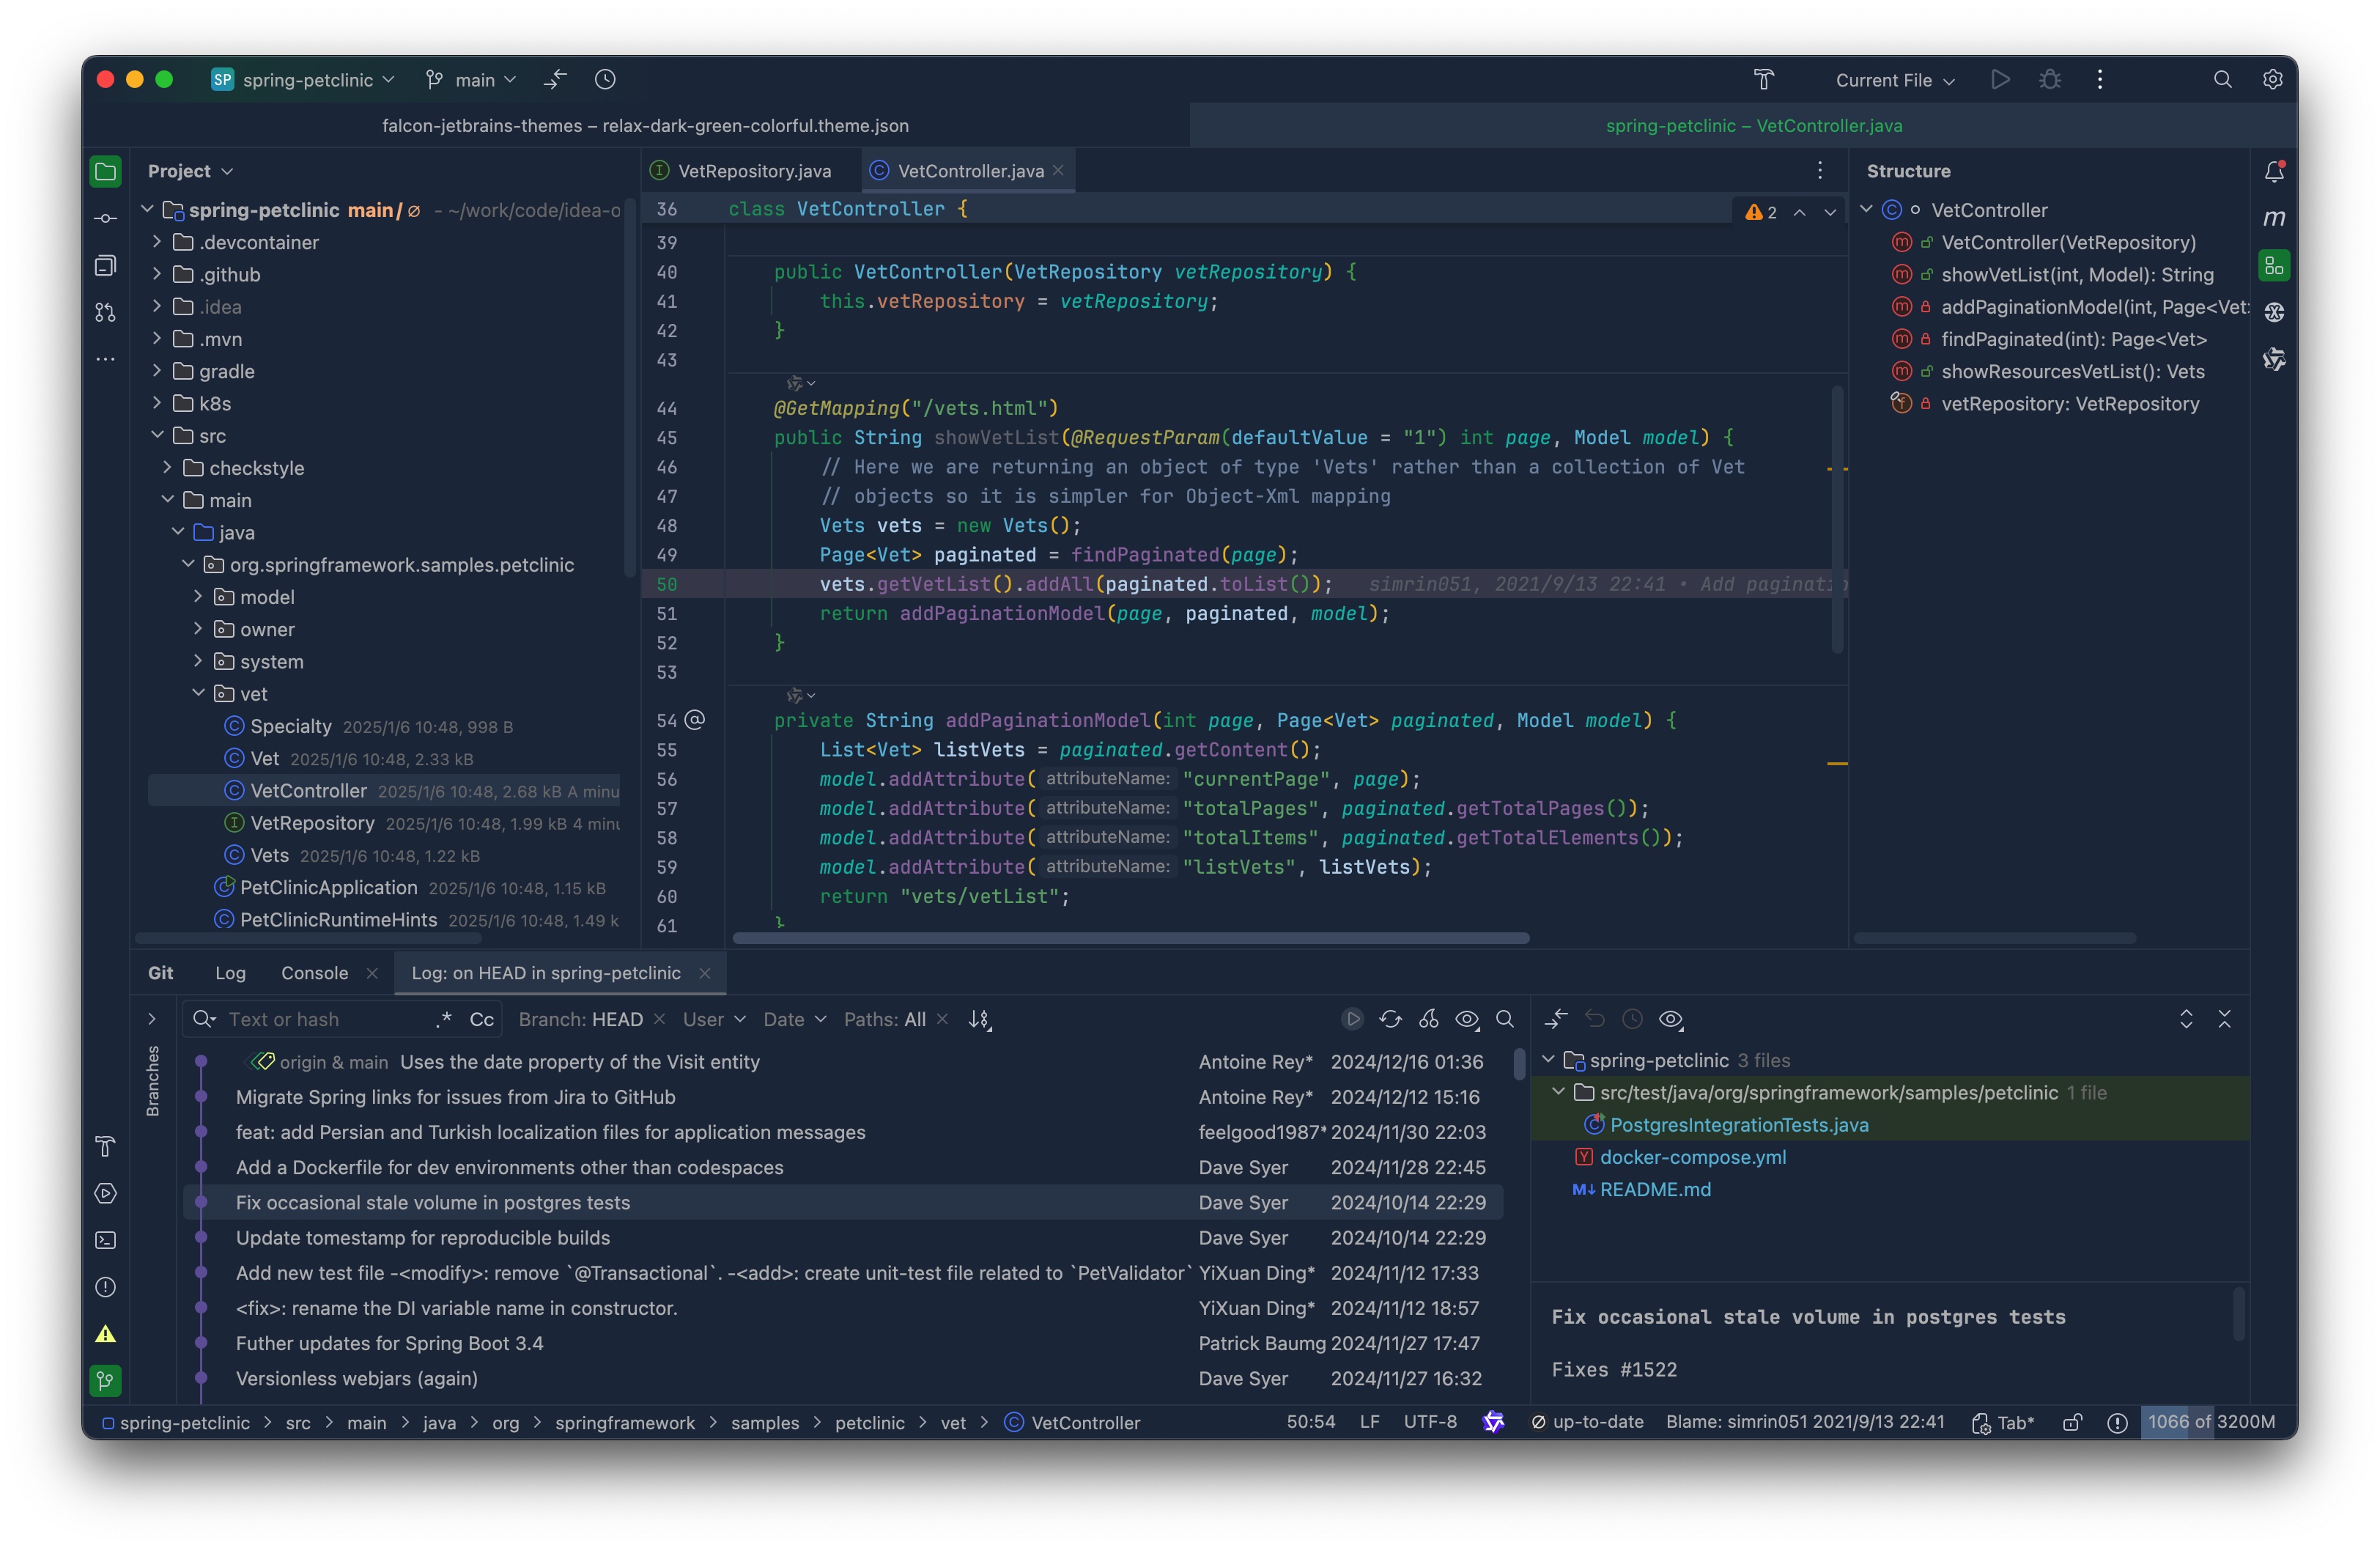 SP spring-petclinic main Current File
falcon-jetbrains-themes – relax-dark-green-colorful.theme.json
spring-petclinic – VetController.java
Project
spring-petclinic main / ∅ - ~/work/code/idea-o
.devcontainer
.github
.idea
.mvn
gradle
k8s
src
checkstyle
main
java
org.springframework.samples.petclinic
model
owner
system
vet
Specialty 2025/1/6 10:48, 998 B
Vet 2025/1/6 10:48, 2.33 kB
VetController 2025/1/6 10:48, 2.68 kB A minu
VetRepository 2025/1/6 10:48, 1.99 kB 4 minu
Vets 2025/1/6 10:48, 1.22 kB
PetClinicApplication 2025/1/6 10:48, 1.15 kB
PetClinicRuntimeHints 2025/1/6 10:48, 1.49 k
VetRepository.java VetController.java
36 class VetController {
2
39
40 public VetController(VetRepository vetRepository) {
41 this.vetRepository = vetRepository;
42 }
43
44 @GetMapping("/vets.html")
45 public String showVetList(@RequestParam(defaultValue = "1") int page, Model model) {
46 // Here we are returning an object of type 'Vets' rather than a collection of Vet
47 // objects so it is simpler for Object-Xml mapping
48 Vets vets = new Vets();
49 Page<Vet> paginated = findPaginated(page);
50 vets.getVetList().addAll(paginated.toList()); simrin051, 2021/9/13 22:41 • Add paginatio
51 return addPaginationModel(page, paginated, model);
52 }
53
54 @ private String addPaginationModel(int page, Page<Vet> paginated, Model model) {
55 List<Vet> listVets = paginated.getContent();
56 model.addAttribute( attributeName: "currentPage", page);
57 model.addAttribute( attributeName: "totalPages", paginated.getTotalPages());
58 model.addAttribute( attributeName: "totalItems", paginated.getTotalElements());
59 model.addAttribute( attributeName: "listVets", listVets);
60 return "vets/vetList";
61 }
Structure
VetController
VetController(VetRepository)
showVetList(int, Model): String
addPaginationModel(int, Page<Vet>
findPaginated(int): Page<Vet>
showResourcesVetList(): Vets
vetRepository: VetRepository
m
Git Log Console Log: on HEAD in spring-petclinic
Branches
Text or hash .* Cc Branch: HEAD User Date Paths: All
origin & main Uses the date property of the Visit entity Antoine Rey* 2024/12/16 01:36
Migrate Spring links for issues from Jira to GitHub Antoine Rey* 2024/12/12 15:16
feat: add Persian and Turkish localization files for application messages feelgood1987* 2024/11/30 22:03
Add a Dockerfile for dev environments other than codespaces Dave Syer 2024/11/28 22:45
Fix occasional stale volume in postgres tests Dave Syer 2024/10/14 22:29
Update tomestamp for reproducible builds Dave Syer 2024/10/14 22:29
Add new test file -<modify>: remove `@Transactional`. -<add>: create unit-test file related to `PetValidator` YiXuan Ding* 2024/11/12 17:33
<fix>: rename the DI variable name in constructor. YiXuan Ding* 2024/11/12 18:57
Futher updates for Spring Boot 3.4 Patrick Baumg 2024/11/27 17:47
Versionless webjars (again) Dave Syer 2024/11/27 16:32
spring-petclinic 3 files
src/test/java/org/springframework/samples/petclinic 1 file
PostgresIntegrationTests.java
docker-compose.yml
M↓ README.md
Fix occasional stale volume in postgres tests
Fixes #1522
spring-petclinic > src > main > java > org > springframework > samples > petclinic > vet > VetController 50:54 LF UTF-8 ∅ up-to-date Blame: simrin051 2021/9/13 22:41 Tab* 1066 of 3200M